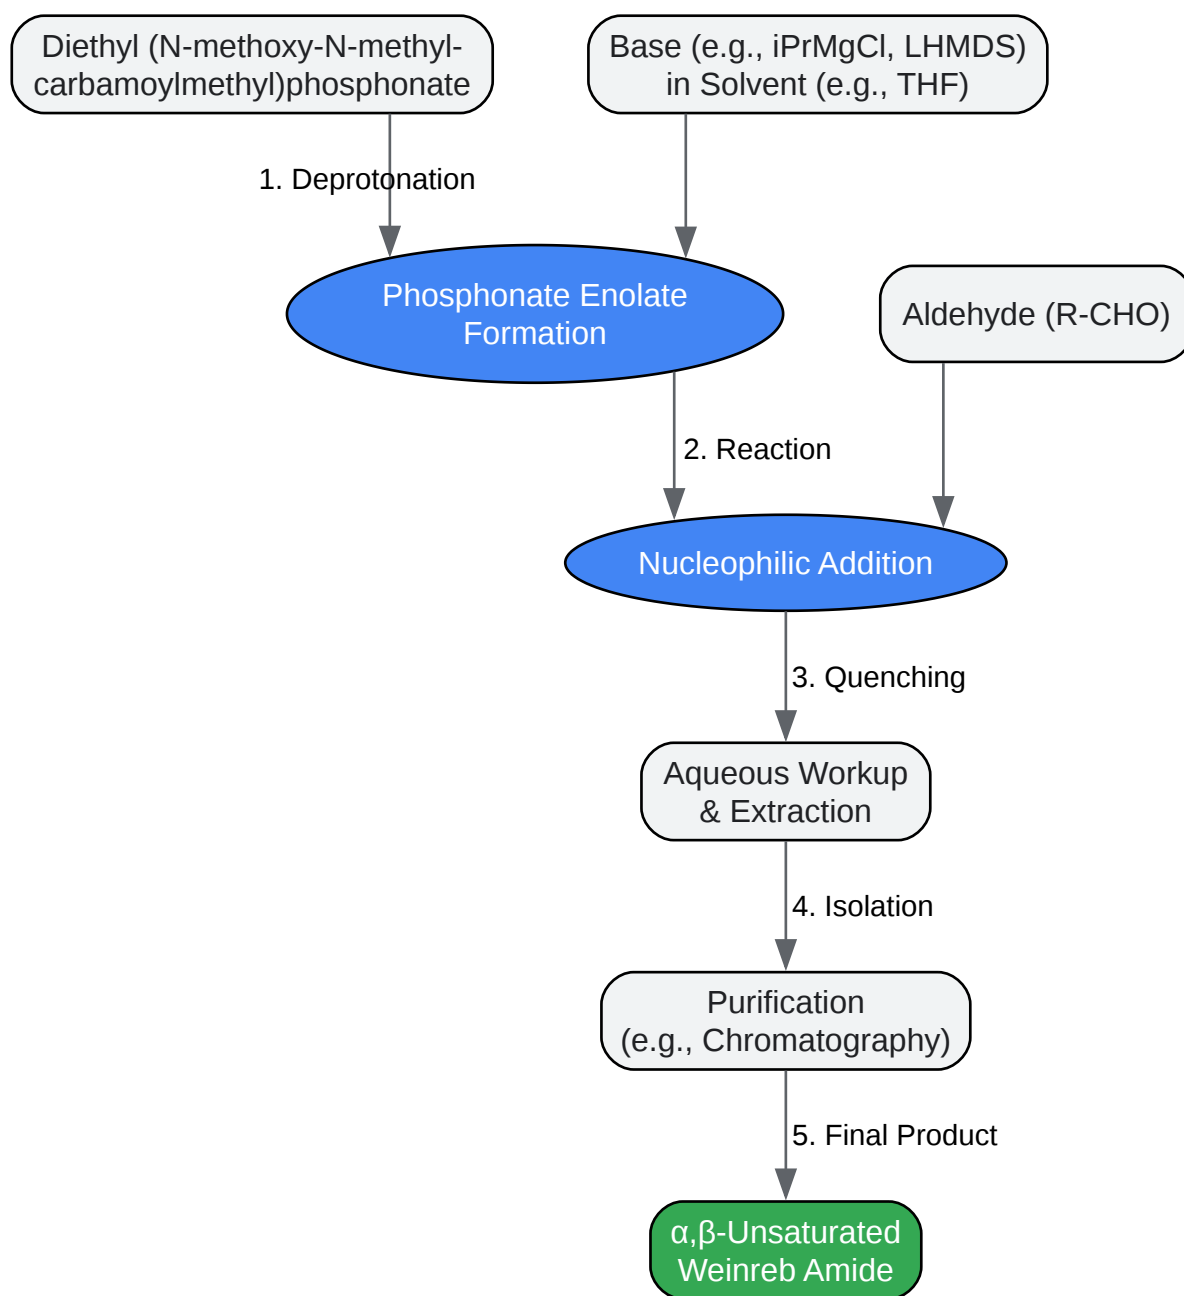 Diethyl (N-methoxy-N-methyl-
carbamoylmethyl)phosphonate
Base (e.g., iPrMgCl, LHMDS)
in Solvent (e.g., THF)
1. Deprotonation
Phosphonate Enolate
Formation
Aldehyde (R-CHO)
2. Reaction
Nucleophilic Addition
3. Quenching
Aqueous Workup
& Extraction
4. Isolation
Purification
(e.g., Chromatography)
5. Final Product
α,β-Unsaturated
Weinreb Amide